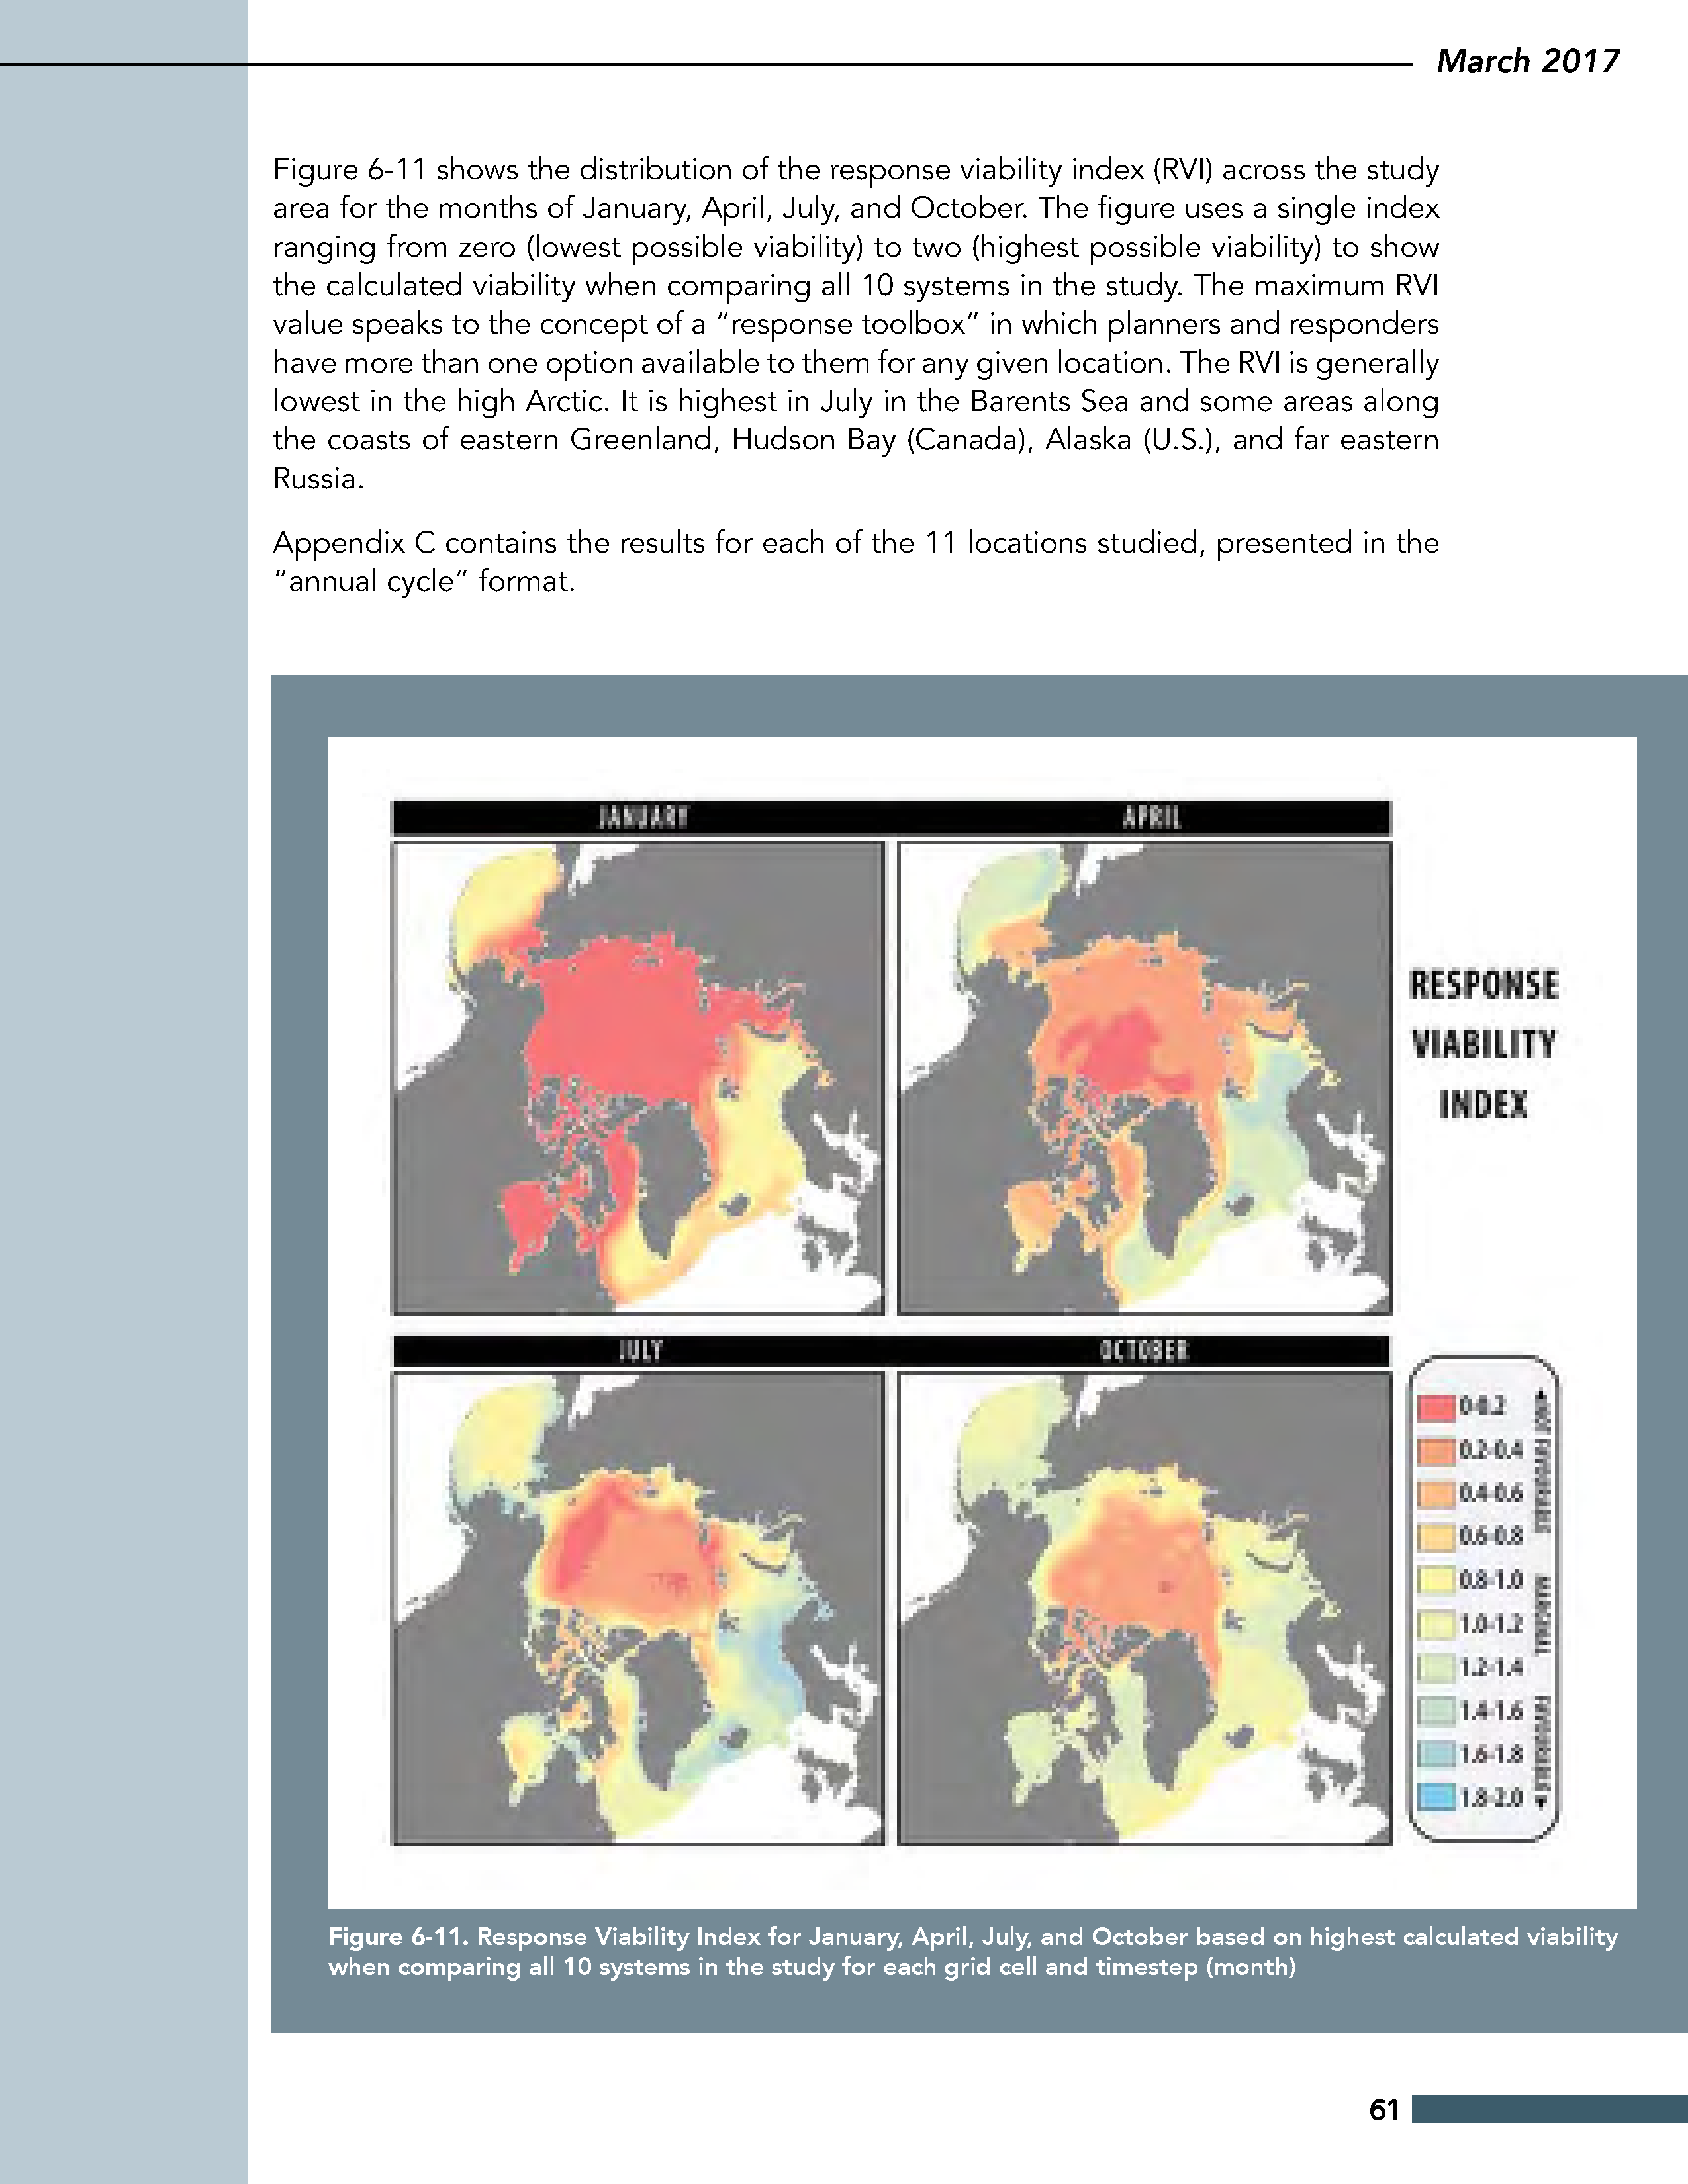 March 2017
Figure 6-11 shows the distribution of the response viability index (RVI) across the study
area for the months of January, April, July, and October. The figure uses a single index
ranging from zero (lowest possible viability) to two (highest possible viability) to show
the calculated viability when comparing all 10 systems in the study. The maximum RVI
value speaks to the concept of a “response toolbox” in which planners and responders
have more than one option available to them for any given location. The RVI is generally
lowest in the high Arctic. It is highest in July in the Barents Sea and some areas along
the coasts of eastern Greenland, Hudson Bay (Canada), Alaska (U.S.), and far eastern
Russia.
Appendix C contains the results for each of the 11 locations studied, presented in the
“annual cycle” format.
JANUARY
APRIL
RESPONSE
VIABILITY
INDEX
JULY
OCTOBER
0-0.2
0.2-0.4
0.4-0.6
0.6-0.8
0.8-1.0
1.0-1.2
1.2-1.4
1.4-1.6
1.6-1.8
1.8-2.0
NOT FAVOURABLE
MARGINAL
FAVOURABLE
Figure 6-11. Response Viability Index for January, April, July, and October based on highest calculated viability
when comparing all 10 systems in the study for each grid cell and timestep (month)
61